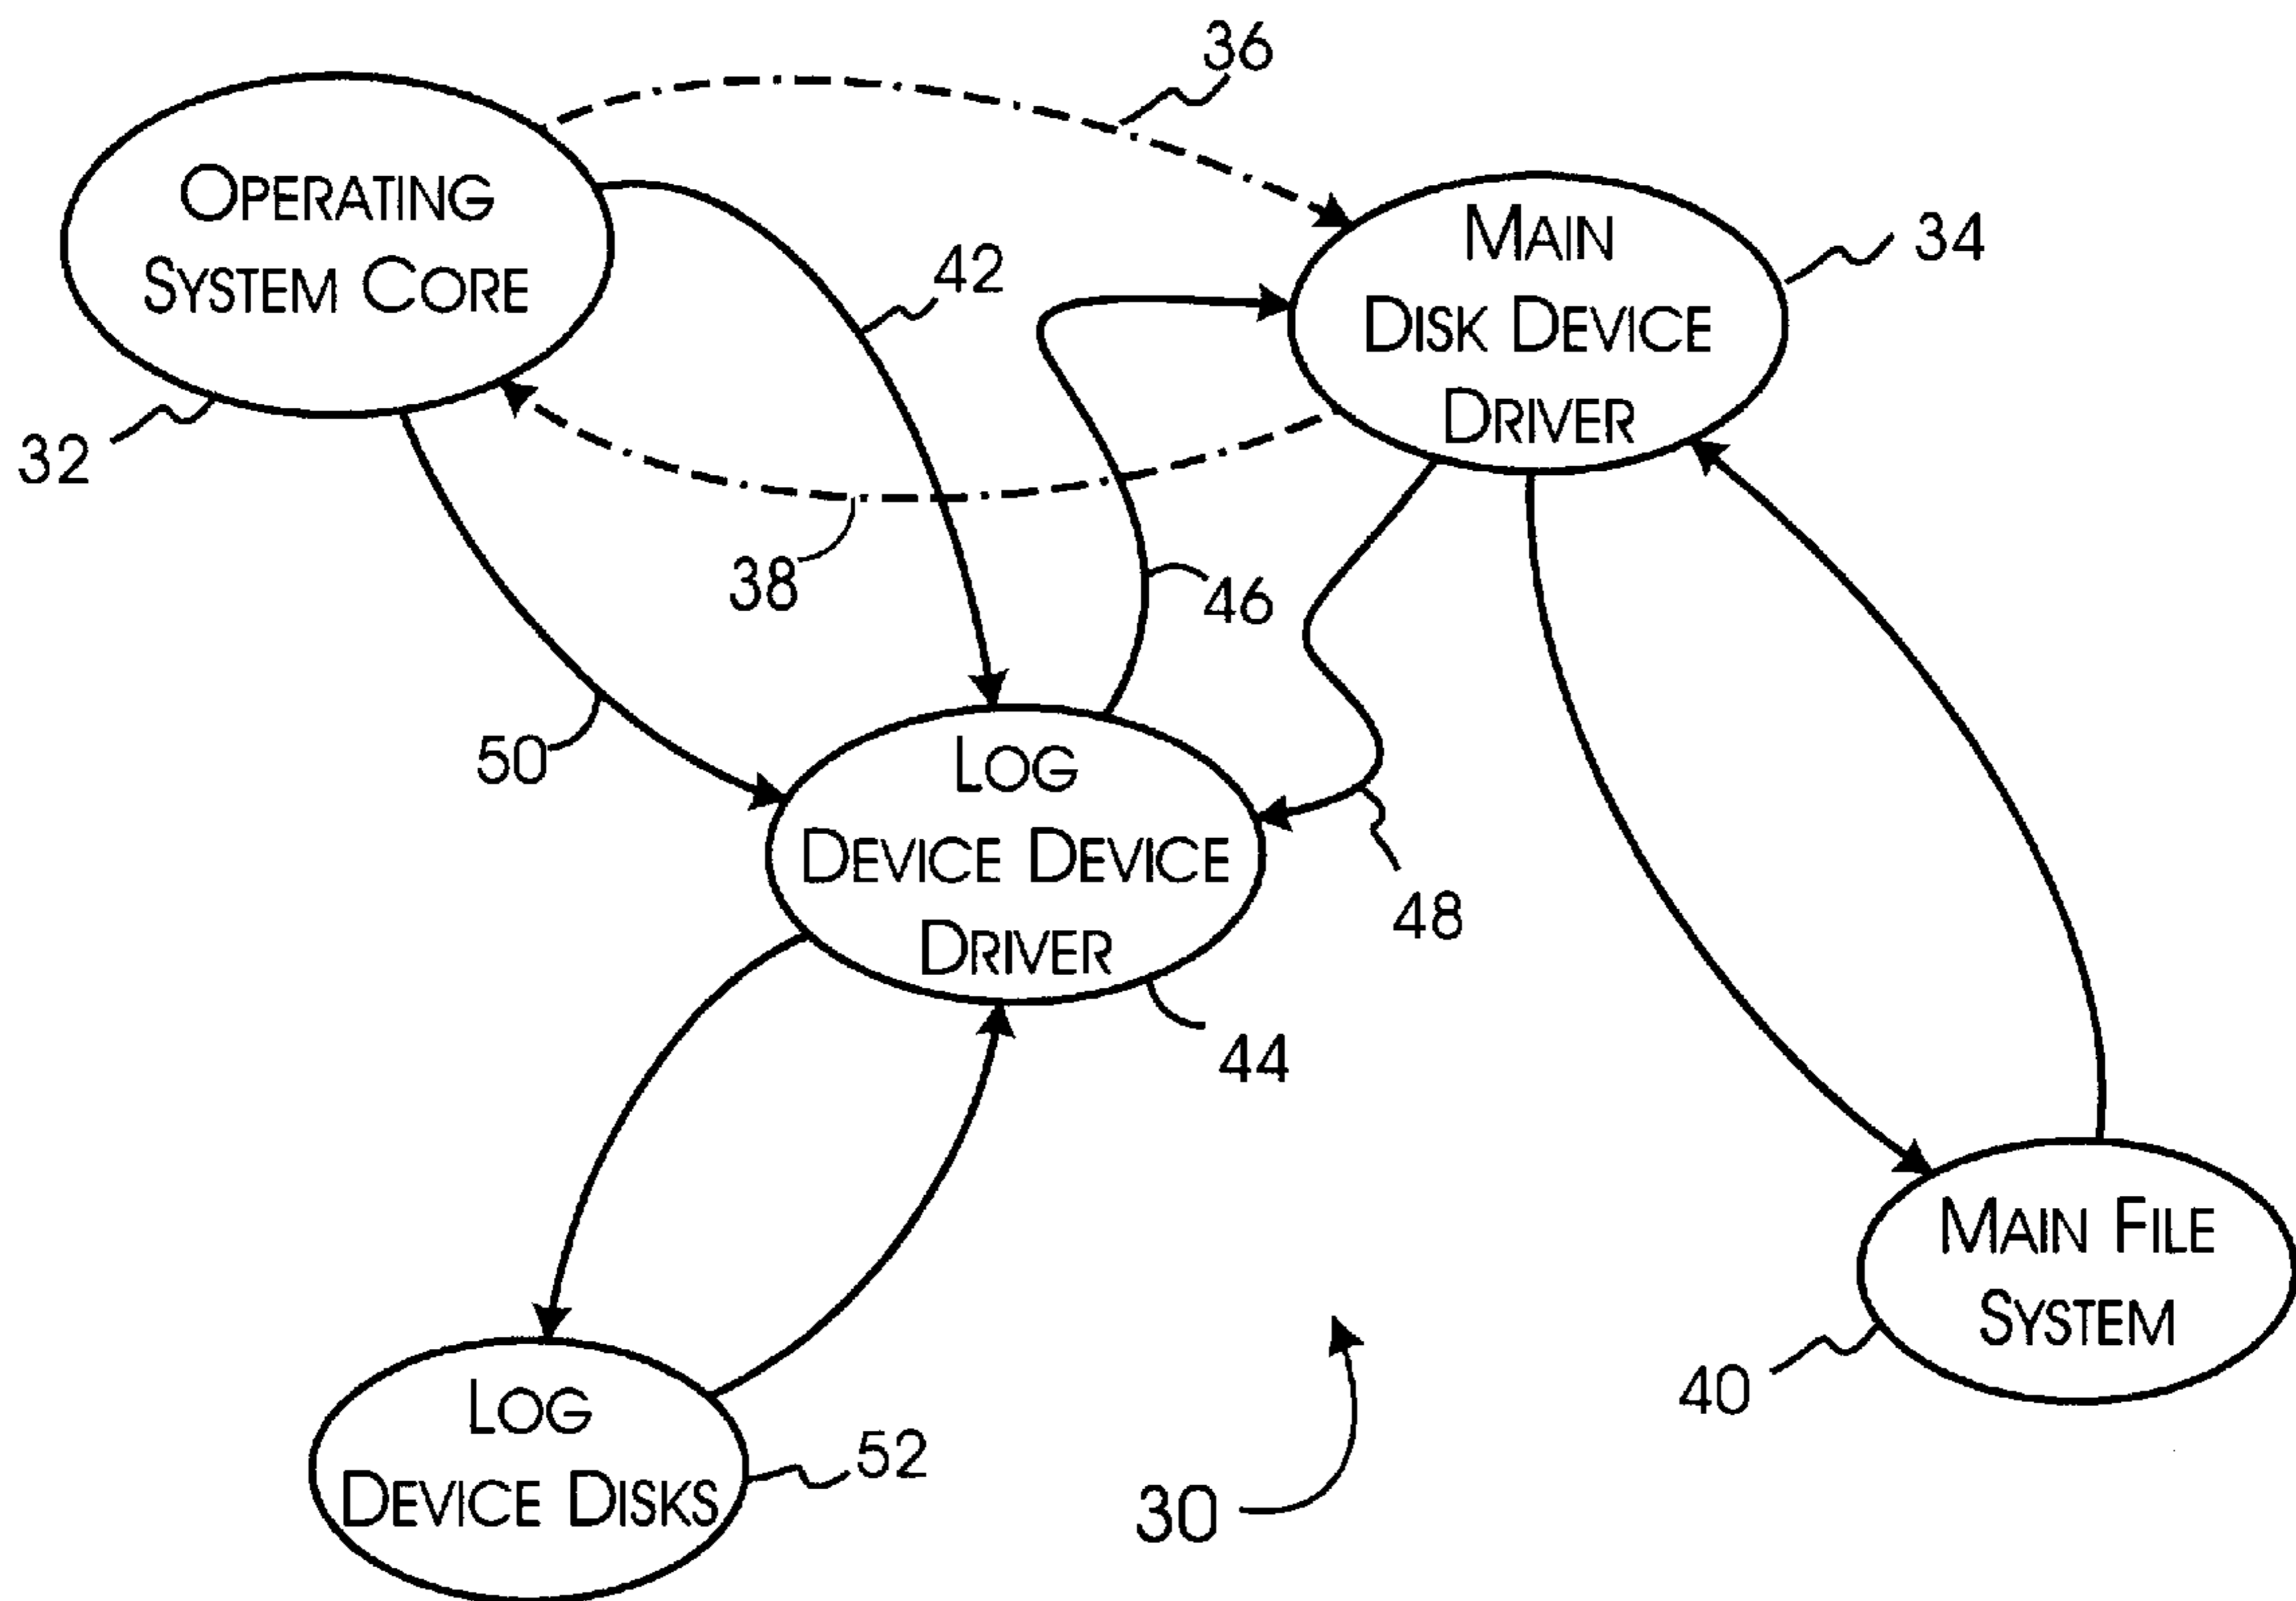 36
OPERATING
SYSTEM CORE
32
42
MAIN
DISK DEVICE
DRIVER
34
38
46
50
LOG
DEVICE DEVICE
DRIVER
48
44
MAIN FILE
SYSTEM
40
LOG
DEVICE DISKS
52
30